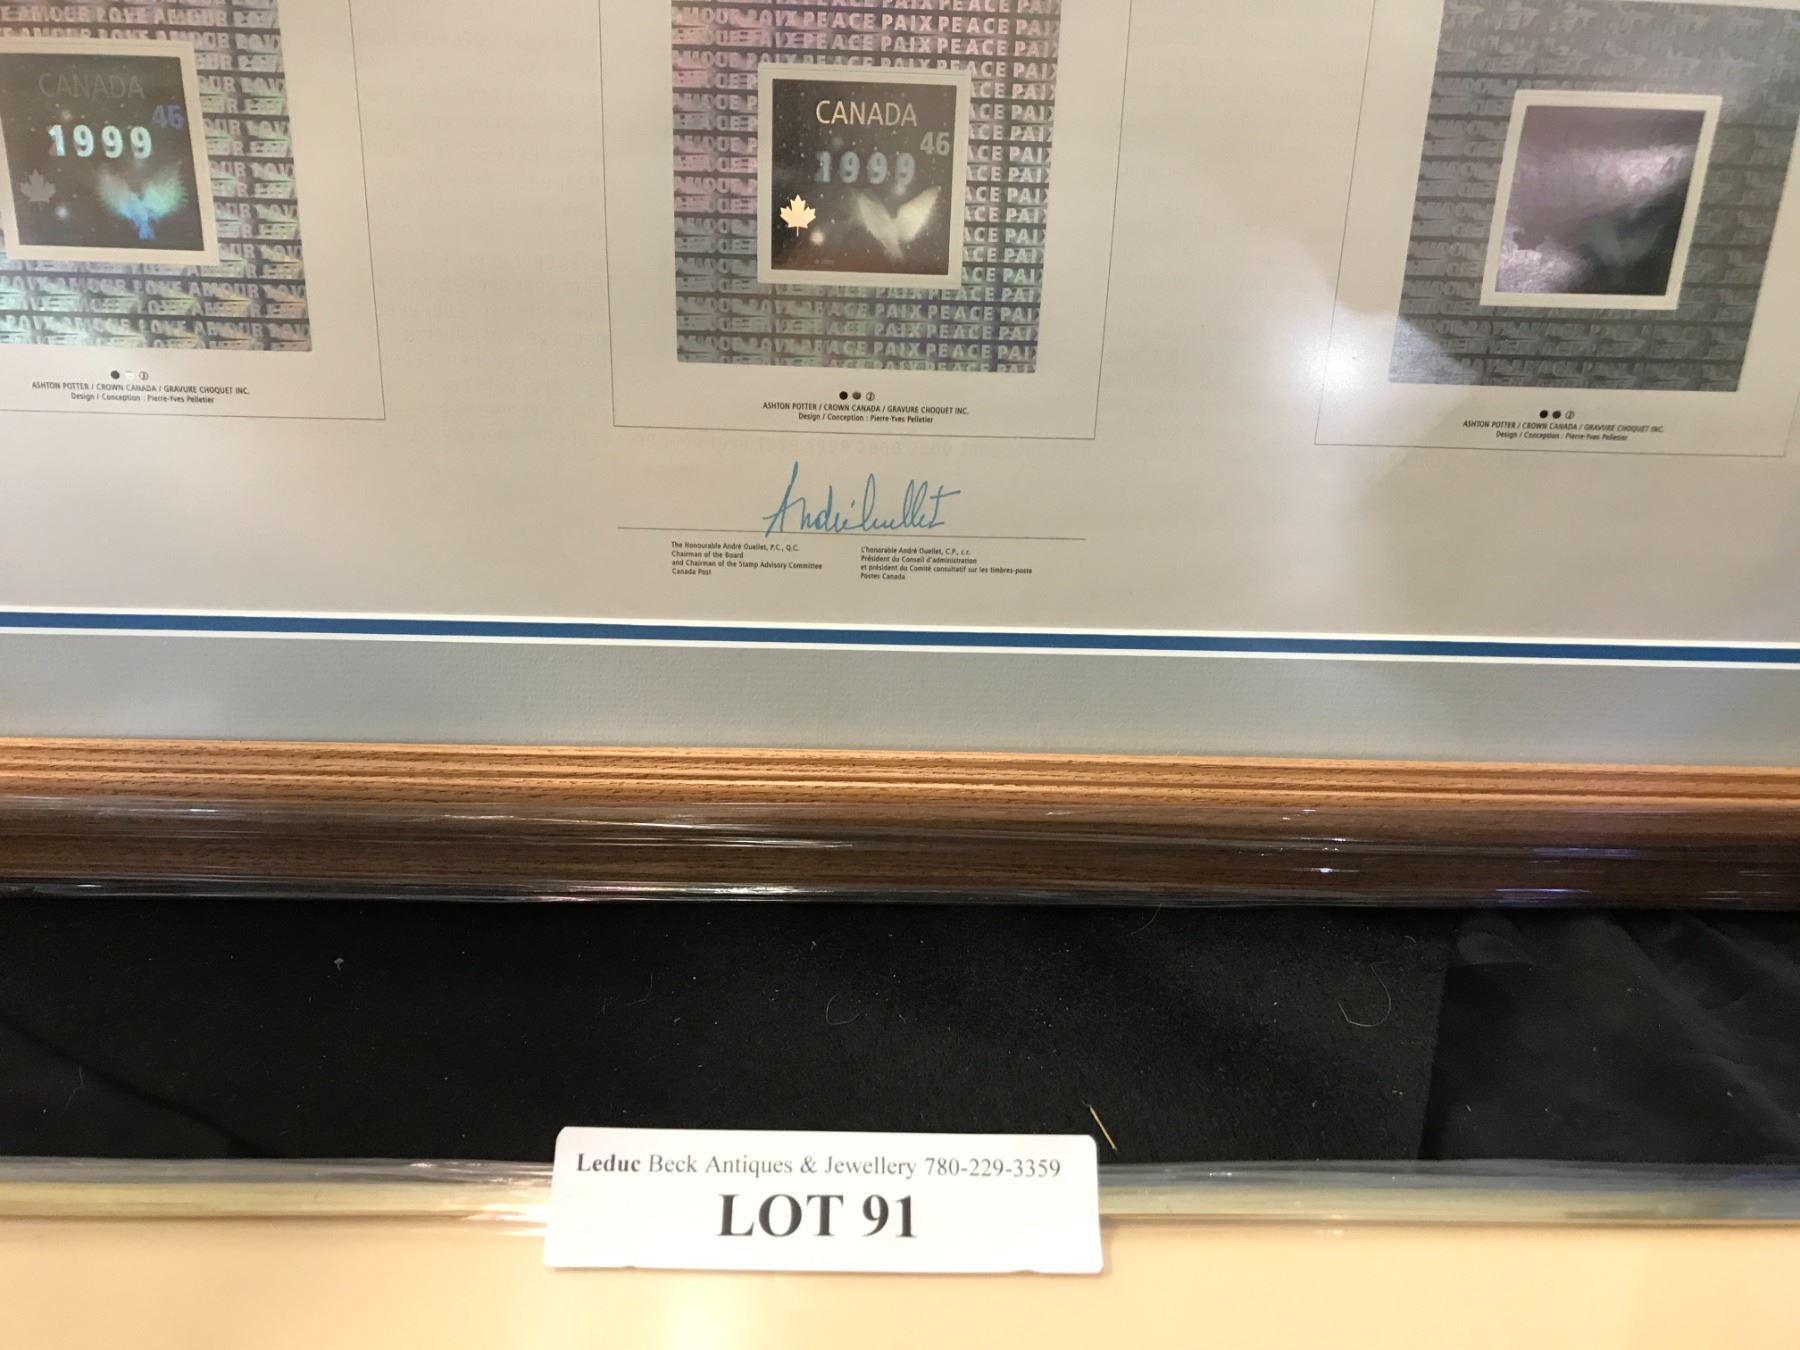 CANADA
46
1999
ASHTON POTTER / CROWN CANADA / GRAVURE CHOQUET INC.
Design / Conception : Pierre-Yves Pelletier
PEACE PAIX PEACE PAIX
CANADA
46
1999
ASHTON POTTER / CROWN CANADA / GRAVURE CHOQUET INC.
Design / Conception : Pierre-Yves Pelletier
ASHTON POTTER / CROWN CANADA / GRAVURE CHOQUET INC.
Design / Conception : Pierre-Yves Pelletier
André Ouellet
The Honourable André Ouellet, P.C., Q.C.
Chairman of the Board
and Chairman of the Stamp Advisory Committee
Canada Post
L'honorable André Ouellet, C.P., c.r.
Président du Conseil d'administration
et président du Comité consultatif sur les timbres-poste
Postes Canada
Leduc Beck Antiques & Jewellery 780-229-3359
LOT 91